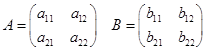 A = ( a₁₁ a₁₂ B = ( b₁₁ b₁₂
a₂₁ a₂₂ ) b₂₁ b₂₂ )